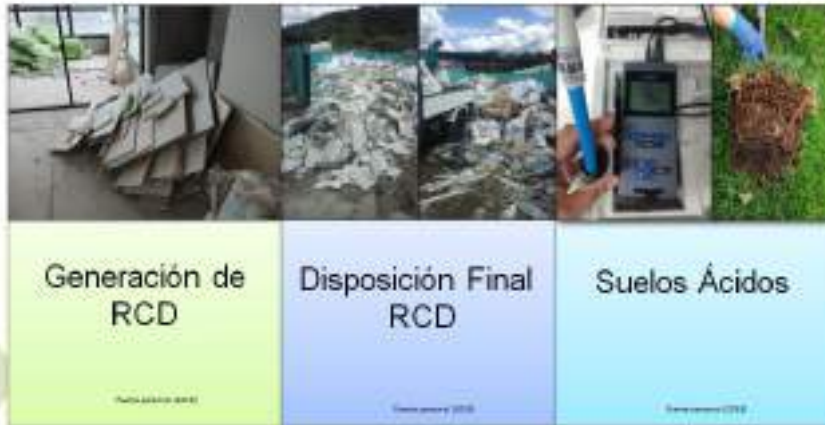 Generación de
RCD
Disposición Final
RCD
Suelos Ácidos